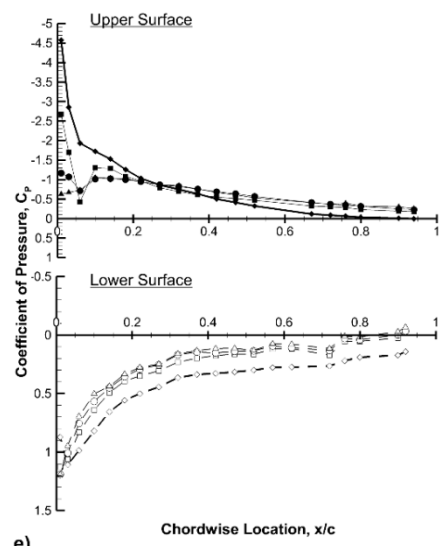 Upper Surface
-5
-4.5
-4
-3.5
-3
-2.5
-2
-1.5
-1
-0.5
0
0.5
1
0 0.2 0.4 0.6 0.8 1
Coefficient of Pressure, CP
Lower Surface
-0.5
0
0.5
1
1.5
0 0.2 0.4 0.6 0.8 1
Chordwise Location, x/c
e)